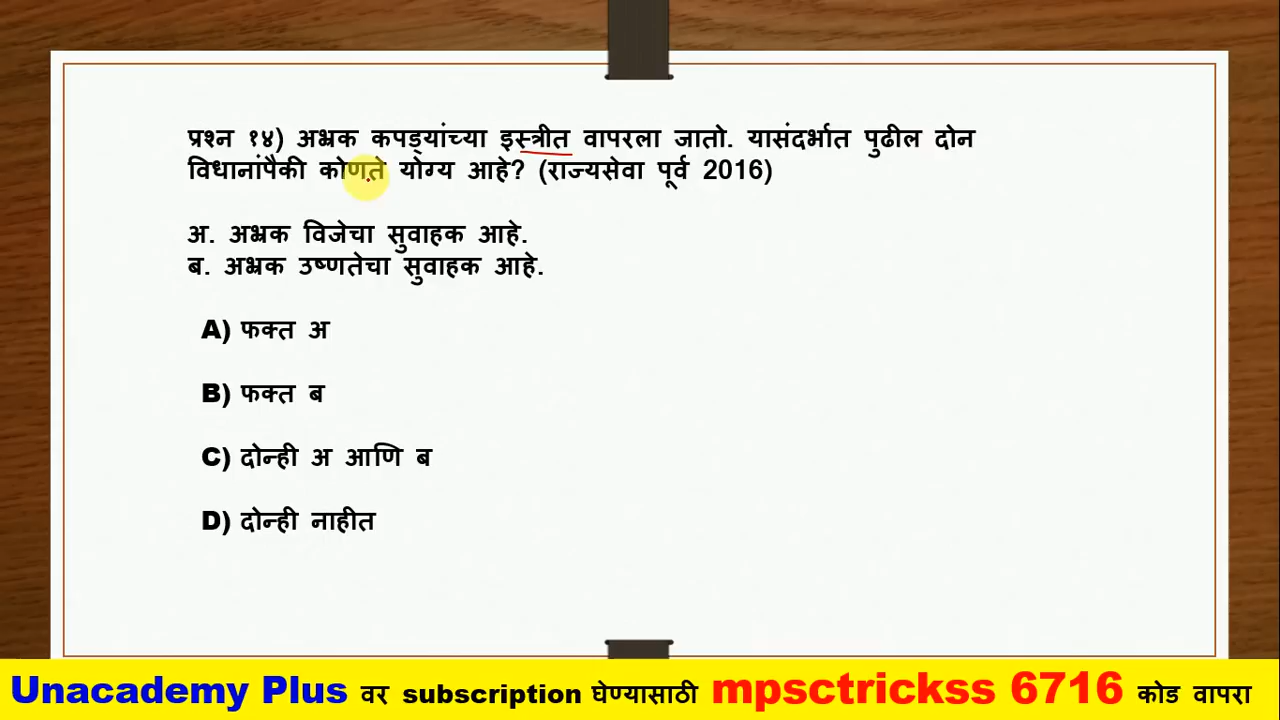 प्रश्न १४) अभ्रक कपड्यांच्या इस्त्रीत वापरला जातो. यासंदर्भात पुढील दोन
विधानांपैकी कोणते योग्य आहे? (राज्यसेवा पूर्व 2016)
अ. अभ्रक विजेचा सुवाहक आहे.
ब. अभ्रक उष्णतेचा सुवाहक आहे.
A) फक्त अ
B) फक्त ब
C) दोन्ही अ आणि ब
D) दोन्ही नाहीत
Unacademy Plus वर subscription घेण्यासाठी mpsctrickss 6716 कोड वापरा